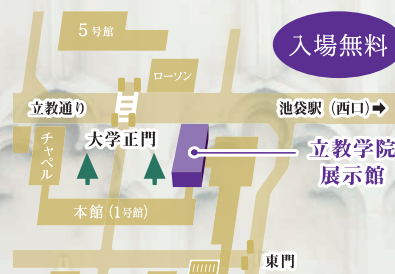 5号館
入場無料
ローソン
立教通り
池袋駅（西口）➡
大学正門
チャペル
立教学院
展示館
本館（1号館）
東門